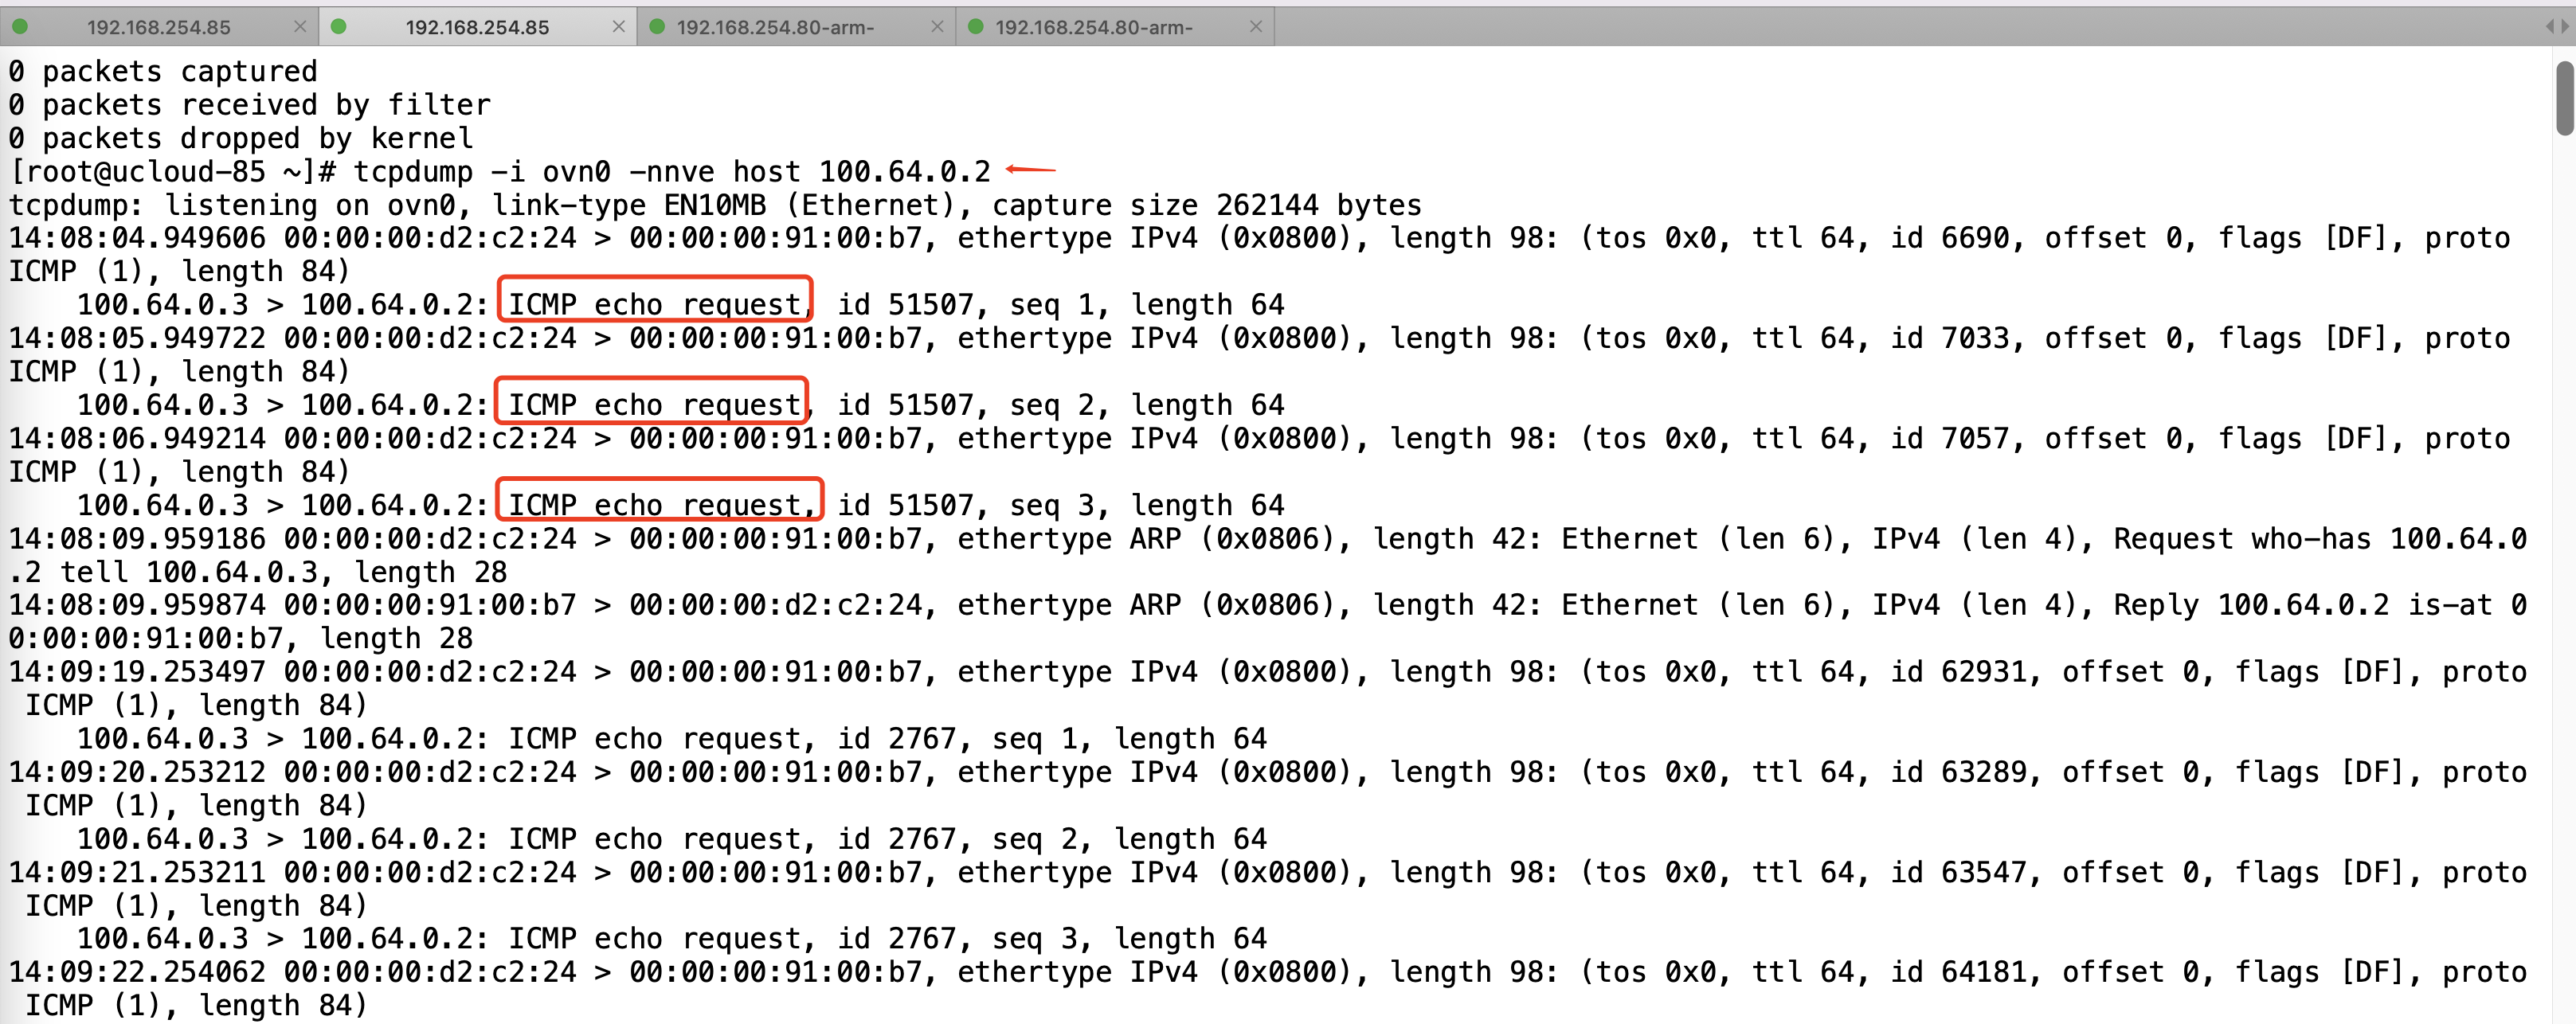 192.168.254.85 192.168.254.85 192.168.254.80-arm- 192.168.254.80-arm-
0 packets captured
0 packets received by filter
0 packets dropped by kernel
[root@ucloud-85 ~]# tcpdump -i ovn0 -nnve host 100.64.0.2
tcpdump: listening on ovn0, link-type EN10MB (Ethernet), capture size 262144 bytes
14:08:04.949606 00:00:00:d2:c2:24 > 00:00:00:91:00:b7, ethertype IPv4 (0x0800), length 98: (tos 0x0, ttl 64, id 6690, offset 0, flags [DF], proto
ICMP (1), length 84)
    100.64.0.3 > 100.64.0.2: ICMP echo request, id 51507, seq 1, length 64
14:08:05.949722 00:00:00:d2:c2:24 > 00:00:00:91:00:b7, ethertype IPv4 (0x0800), length 98: (tos 0x0, ttl 64, id 7033, offset 0, flags [DF], proto
ICMP (1), length 84)
    100.64.0.3 > 100.64.0.2: ICMP echo request, id 51507, seq 2, length 64
14:08:06.949214 00:00:00:d2:c2:24 > 00:00:00:91:00:b7, ethertype IPv4 (0x0800), length 98: (tos 0x0, ttl 64, id 7057, offset 0, flags [DF], proto
ICMP (1), length 84)
    100.64.0.3 > 100.64.0.2: ICMP echo request, id 51507, seq 3, length 64
14:08:09.959186 00:00:00:d2:c2:24 > 00:00:00:91:00:b7, ethertype ARP (0x0806), length 42: Ethernet (len 6), IPv4 (len 4), Request who-has 100.64.0
.2 tell 100.64.0.3, length 28
14:08:09.959874 00:00:00:91:00:b7 > 00:00:00:d2:c2:24, ethertype ARP (0x0806), length 42: Ethernet (len 6), IPv4 (len 4), Reply 100.64.0.2 is-at 0
0:00:00:91:00:b7, length 28
14:09:19.253497 00:00:00:d2:c2:24 > 00:00:00:91:00:b7, ethertype IPv4 (0x0800), length 98: (tos 0x0, ttl 64, id 62931, offset 0, flags [DF], proto
 ICMP (1), length 84)
    100.64.0.3 > 100.64.0.2: ICMP echo request, id 2767, seq 1, length 64
14:09:20.253212 00:00:00:d2:c2:24 > 00:00:00:91:00:b7, ethertype IPv4 (0x0800), length 98: (tos 0x0, ttl 64, id 63289, offset 0, flags [DF], proto
 ICMP (1), length 84)
    100.64.0.3 > 100.64.0.2: ICMP echo request, id 2767, seq 2, length 64
14:09:21.253211 00:00:00:d2:c2:24 > 00:00:00:91:00:b7, ethertype IPv4 (0x0800), length 98: (tos 0x0, ttl 64, id 63547, offset 0, flags [DF], proto
 ICMP (1), length 84)
    100.64.0.3 > 100.64.0.2: ICMP echo request, id 2767, seq 3, length 64
14:09:22.254062 00:00:00:d2:c2:24 > 00:00:00:91:00:b7, ethertype IPv4 (0x0800), length 98: (tos 0x0, ttl 64, id 64181, offset 0, flags [DF], proto
 ICMP (1), length 84)